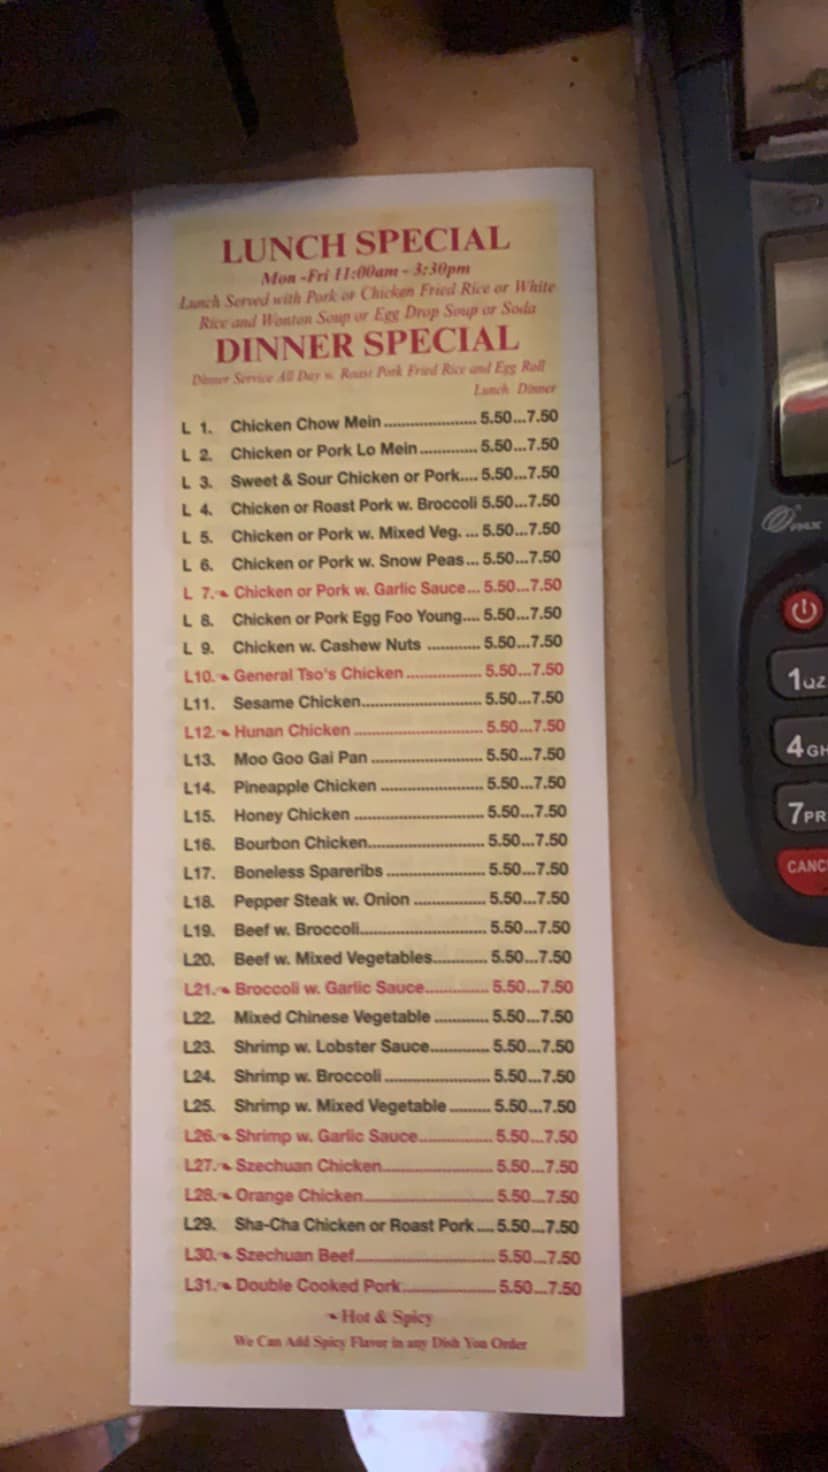 LUNCH SPECIAL
Mon -Fri 11:00am - 3:30pm
Lunch Served with Pork or Chicken Fried Rice or White
Rice and Wonton Soup or Egg Drop Soup or Soda
DINNER SPECIAL
Dinner Service All Day w. Roast Pork Fried Rice and Egg Roll
Lunch Dinner
L 1. Chicken Chow Mein ...................... 5.50...7.50
L 2. Chicken or Pork Lo Mein ............. 5.50...7.50
L 3. Sweet & Sour Chicken or Pork.... 5.50...7.50
L 4. Chicken or Roast Pork w. Broccoli 5.50...7.50
L 5. Chicken or Pork w. Mixed Veg. ... 5.50...7.50
L 6. Chicken or Pork w. Snow Peas... 5.50...7.50
L 7. Chicken or Pork w. Garlic Sauce... 5.50...7.50
L 8. Chicken or Pork Egg Foo Young.... 5.50...7.50
L 9. Chicken w. Cashew Nuts ............ 5.50...7.50
L10. General Tso's Chicken ................. 5.50...7.50
L11. Sesame Chicken............................ 5.50...7.50
L12. Hunan Chicken .............................. 5.50...7.50
L13. Moo Goo Gai Pan .......................... 5.50...7.50
L14. Pineapple Chicken ........................ 5.50...7.50
L15. Honey Chicken .............................. 5.50...7.50
L16. Bourbon Chicken........................... 5.50...7.50
L17. Boneless Spareribs ....................... 5.50...7.50
L18. Pepper Steak w. Onion ................. 5.50...7.50
L19. Beef w. Broccoli............................. 5.50...7.50
L20. Beef w. Mixed Vegetables............. 5.50...7.50
L21. Broccoli w. Garlic Sauce............... 5.50...7.50
L22. Mixed Chinese Vegetable ............. 5.50...7.50
L23. Shrimp w. Lobster Sauce.............. 5.50...7.50
L24. Shrimp w. Broccoli ......................... 5.50...7.50
L25. Shrimp w. Mixed Vegetable .......... 5.50...7.50
L26. Shrimp w. Garlic Sauce................. 5.50...7.50
L27. Szechuan Chicken......................... 5.50...7.50
L28. Orange Chicken.............................. 5.50...7.50
L29. Sha-Cha Chicken or Roast Pork .... 5.50...7.50
L30. Szechuan Beef............................... 5.50...7.50
L31. Double Cooked Pork..................... 5.50...7.50
Hot & Spicy
We Can Add Spicy Flavor in any Dish You Order
PAX
1 QZ
4 GH
7 PR
CANC